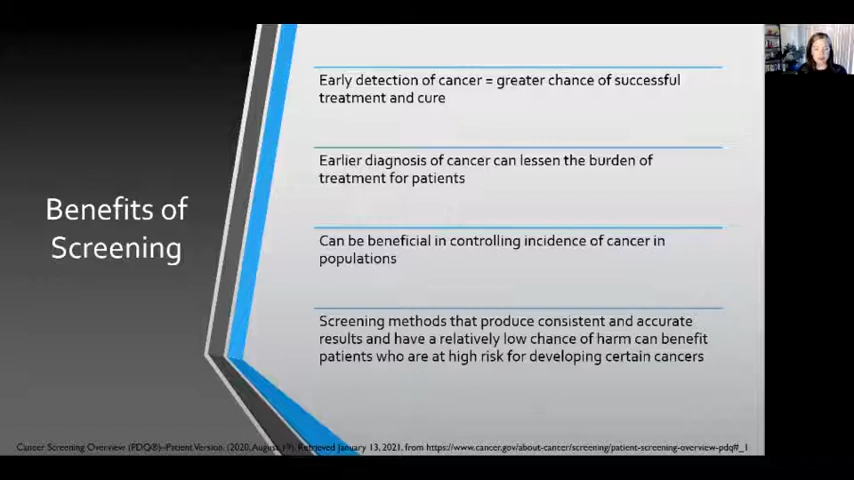 Benefits of
Screening
Early detection of cancer = greater chance of successful
treatment and cure
Earlier diagnosis of cancer can lessen the burden of
treatment for patients
Can be beneficial in controlling incidence of cancer in
populations
Screening methods that produce consistent and accurate
results and have a relatively low chance of harm can benefit
patients who are at high risk for developing certain cancers
Cancer Screening Overview (PDQ®)–Patient Version. (2020, August 19). Retrieved January 13, 2021, from https://www.cancer.gov/about-cancer/screening/patient-screening-overview-pdq#_1